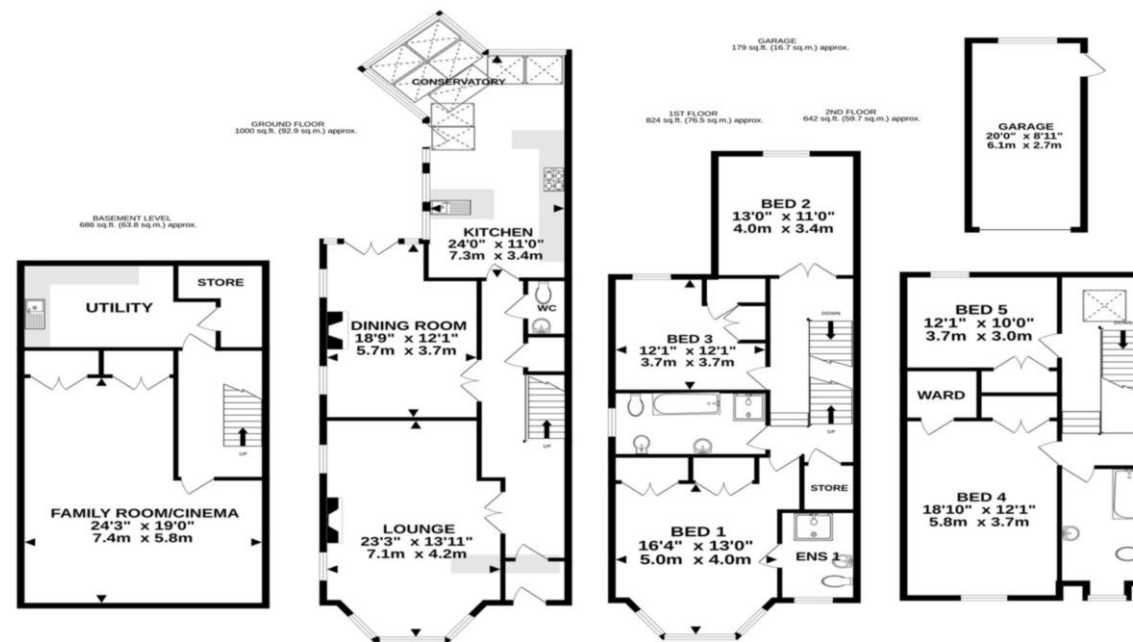 BASEMENT LEVEL
686 sq.ft. (63.8 sq.m.) approx.
UTILITY
STORE
UP
FAMILY ROOM/CINEMA
24'3" x 19'0"
7.4m x 5.8m
GROUND FLOOR
1000 sq.ft. (92.9 sq.m.) approx.
CONSERVATORY
KITCHEN
24'0" x 11'0"
7.3m x 3.4m
WC
DINING ROOM
18'9" x 12'1"
5.7m x 3.7m
UP
LOUNGE
23'3" x 13'11"
7.1m x 4.2m
1ST FLOOR
824 sq.ft. (76.5 sq.m.) approx.
BED 2
13'0" x 11'0"
4.0m x 3.4m
BED 3
12'1" x 12'1"
3.7m x 3.7m
DOWN
UP
STORE
BED 1
16'4" x 13'0"
5.0m x 4.0m
ENS 1
2ND FLOOR
642 sq.ft. (59.7 sq.m.) approx.
BED 5
12'1" x 10'0"
3.7m x 3.0m
DOWN
WARD
BED 4
18'10" x 12'1"
5.8m x 3.7m
GARAGE
179 sq.ft. (16.7 sq.m.) approx.
GARAGE
20'0" x 8'11"
6.1m x 2.7m